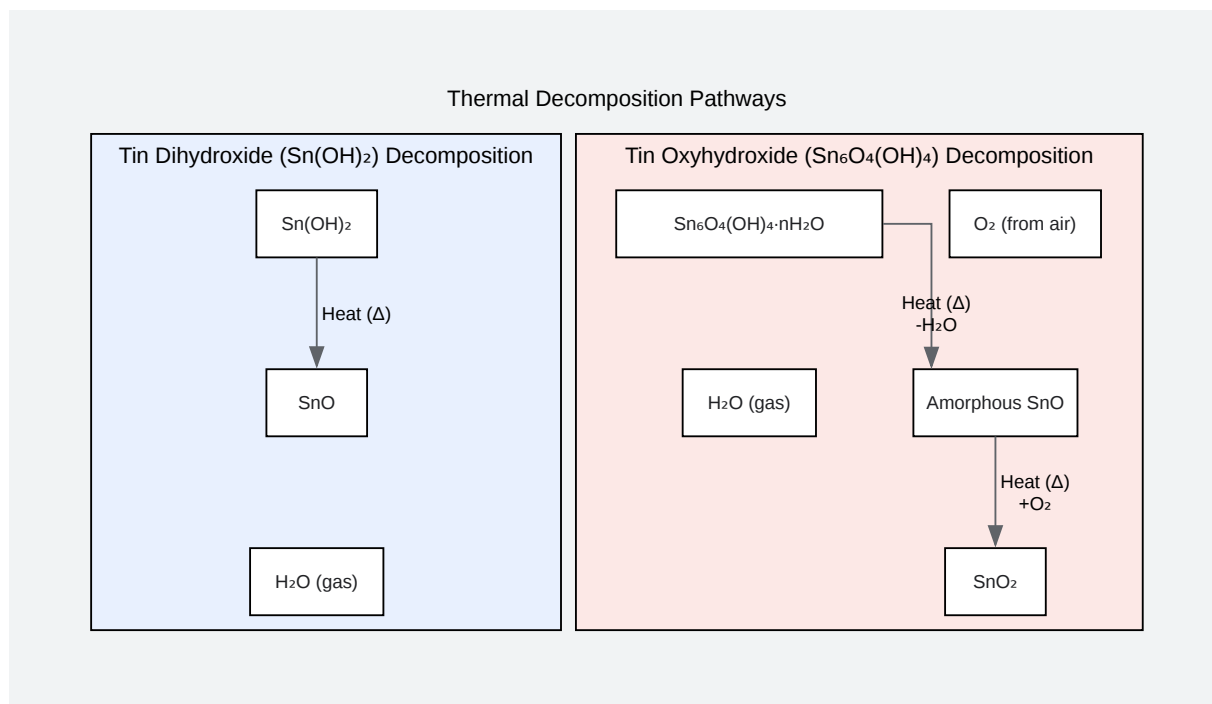 Thermal Decomposition Pathways
Tin Dihydroxide (Sn(OH)₂) Decomposition
Sn(OH)₂
Heat (Δ)
SnO
H₂O (gas)
Tin Oxyhydroxide (Sn₆O₄(OH)₄) Decomposition
Sn₆O₄(OH)₄·nH₂O
O₂ (from air)
Heat (Δ)
-H₂O
H₂O (gas)
Amorphous SnO
Heat (Δ)
+O₂
SnO₂